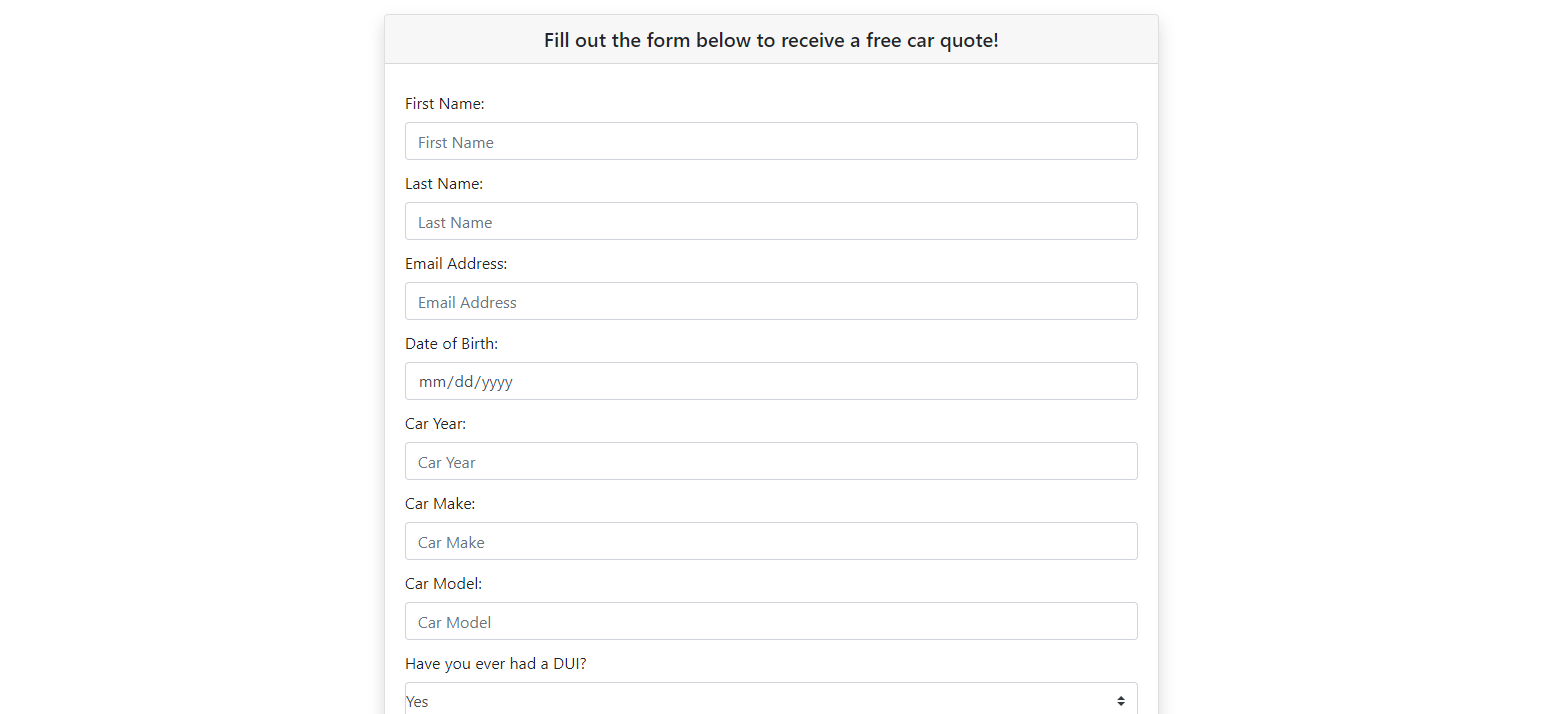 Fill out the form below to receive a free car quote!
First Name:
First Name
Last Name:
Last Name
Email Address:
Email Address
Date of Birth:
mm/dd/yyyy
Car Year:
Car Year
Car Make:
Car Make
Car Model:
Car Model
Have you ever had a DUI?
Yes